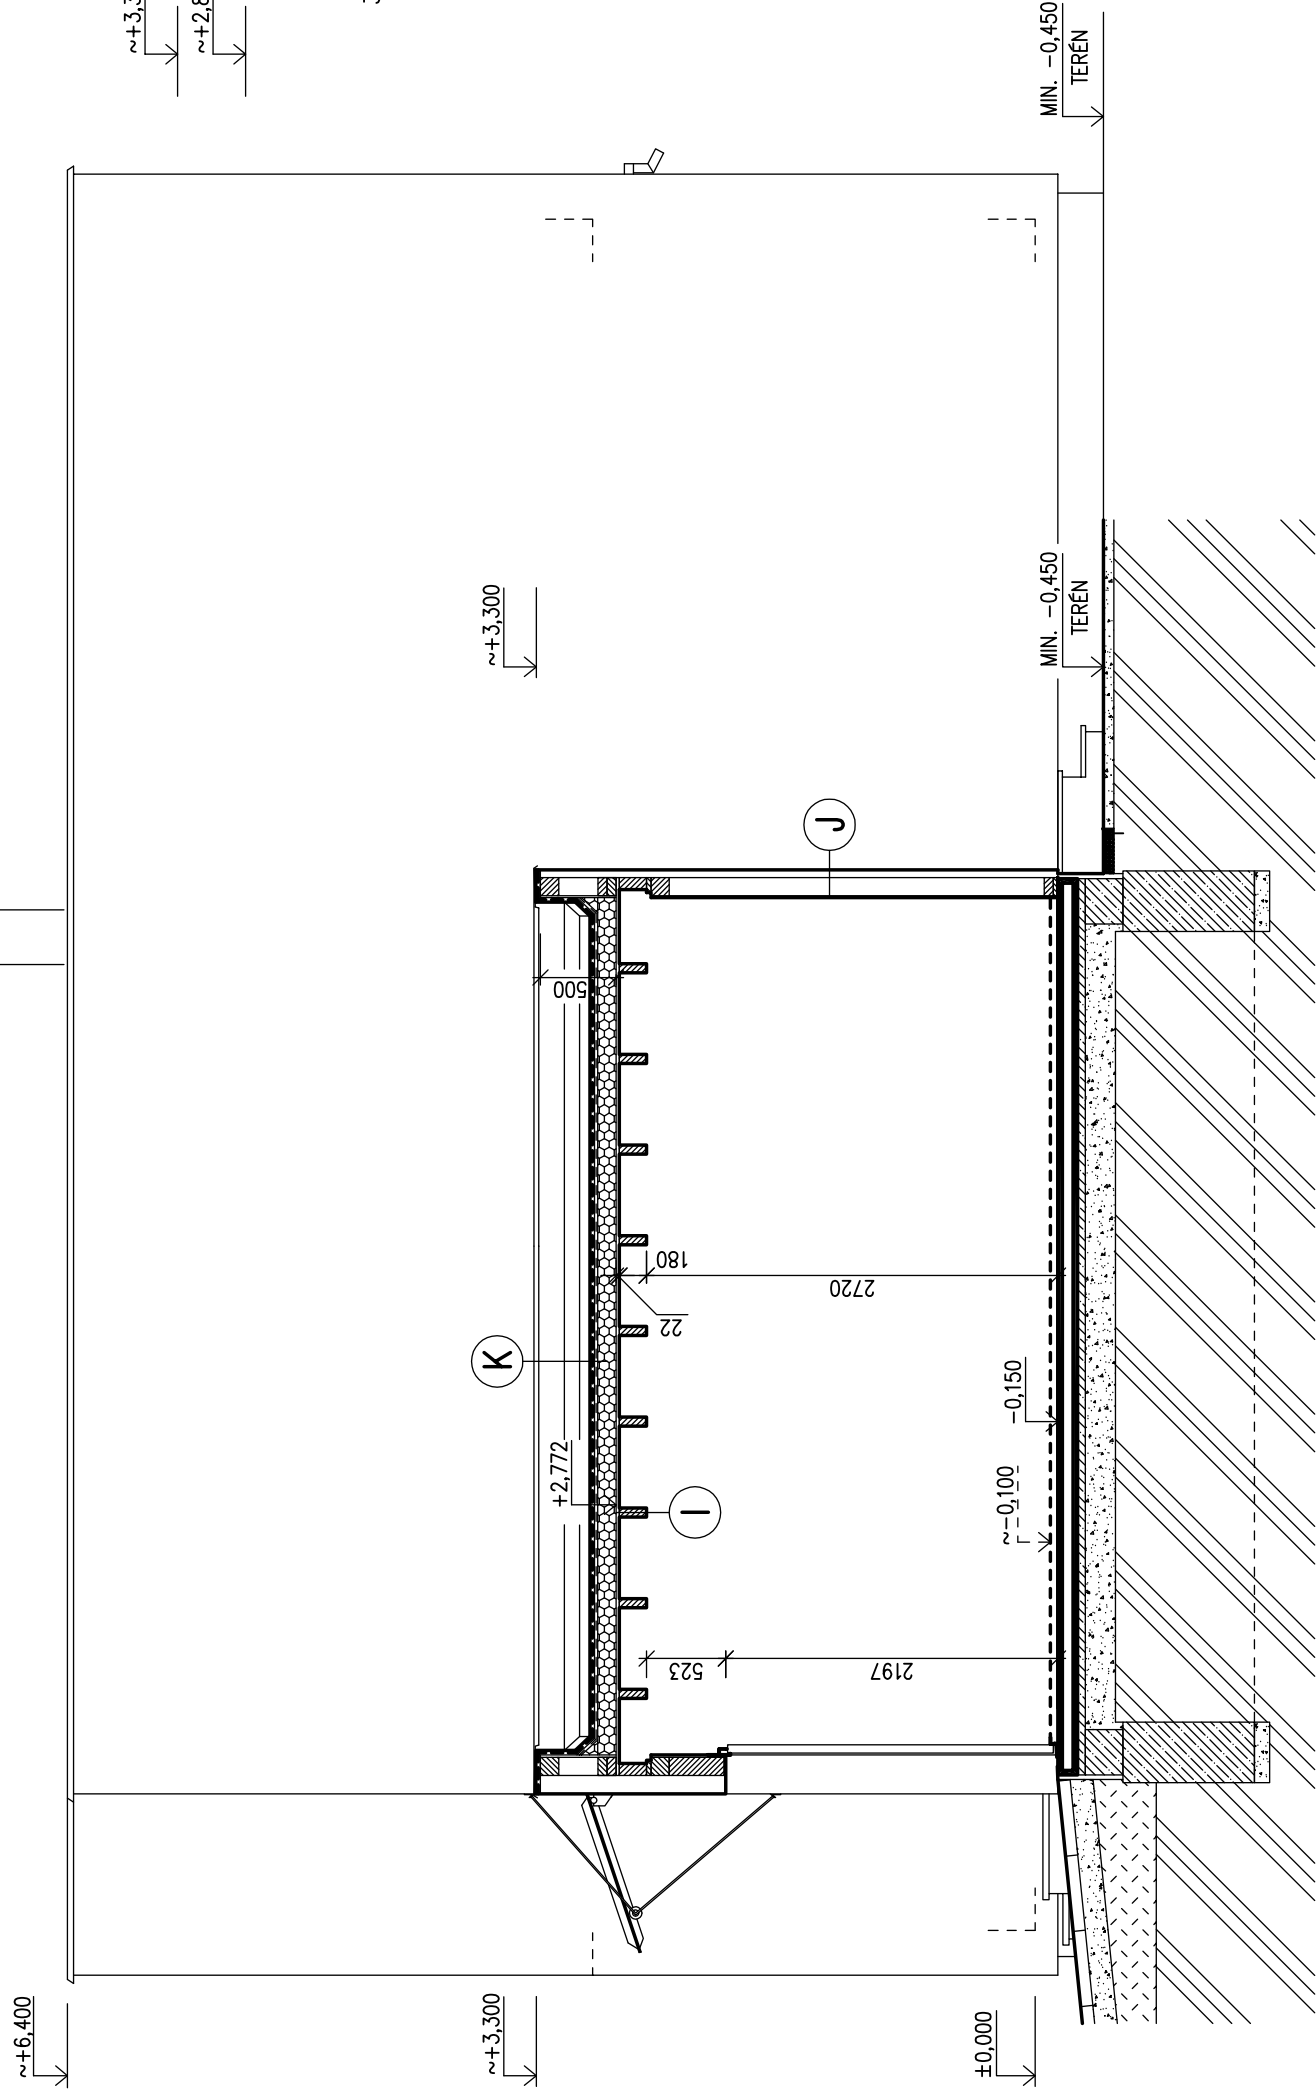 ~+3,3
~+2,8
MIN. -0,450
TERÉN
~+3,300
MIN. -0,450
TERÉN
J
500
K
180
22
2720
+2,772
I
-0,150
~-0,100
523
2197
~+6,400
~+3,300
±0,000